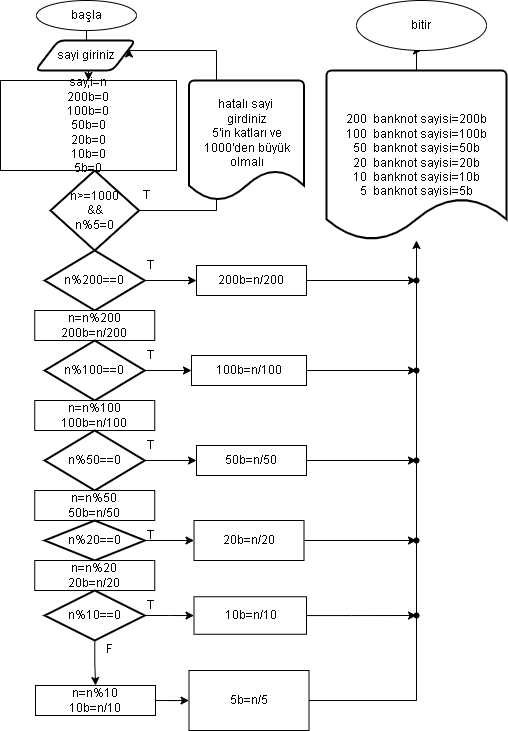 başla
bitir
sayi giriniz
sayi=n
200b=0
100b=0
50b=0
20b=0
10b=0
5b=0
hatalı sayi
girdiniz
5'in katları ve
1000'den büyük
olmalı
200 banknot sayisi=200b
100 banknot sayisi=100b
50 banknot sayisi=50b
20 banknot sayisi=20b
10 banknot sayisi=10b
5 banknot sayisi=5b
n>=1000
&&
n%5=0
T
n%200==0
T
200b=n/200
n=n%200
200b=n/200
n%100==0
T
100b=n/100
n=n%100
100b=n/100
n%50==0
T
50b=n/50
n=n%50
50b=n/50
n%20==0
T
20b=n/20
n=n%20
20b=n/20
n%10==0
T
10b=n/10
F
n=n%10
10b=n/10
5b=n/5